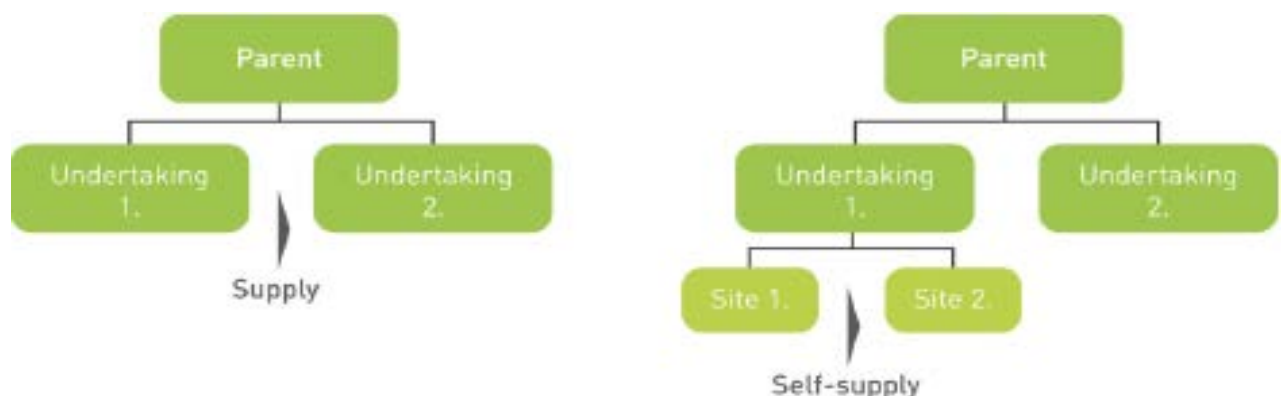 Parent
Undertaking
1.
Undertaking
2.
Supply
Parent
Undertaking
1.
Undertaking
2.
Site 1.
Site 2.
Self-supply